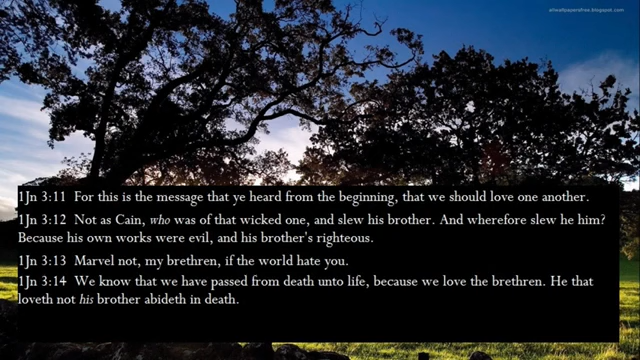 allwallpapersfree.blogspot.com
1Jn 3:11 For this is the message that ye heard from the beginning, that we should love one another.
1Jn 3:12 Not as Cain, who was of that wicked one, and slew his brother. And wherefore slew he him?
Because his own works were evil, and his brother's righteous.
1Jn 3:13 Marvel not, my brethren, if the world hate you.
1Jn 3:14 We know that we have passed from death unto life, because we love the brethren. He that
loveth not his brother abideth in death.